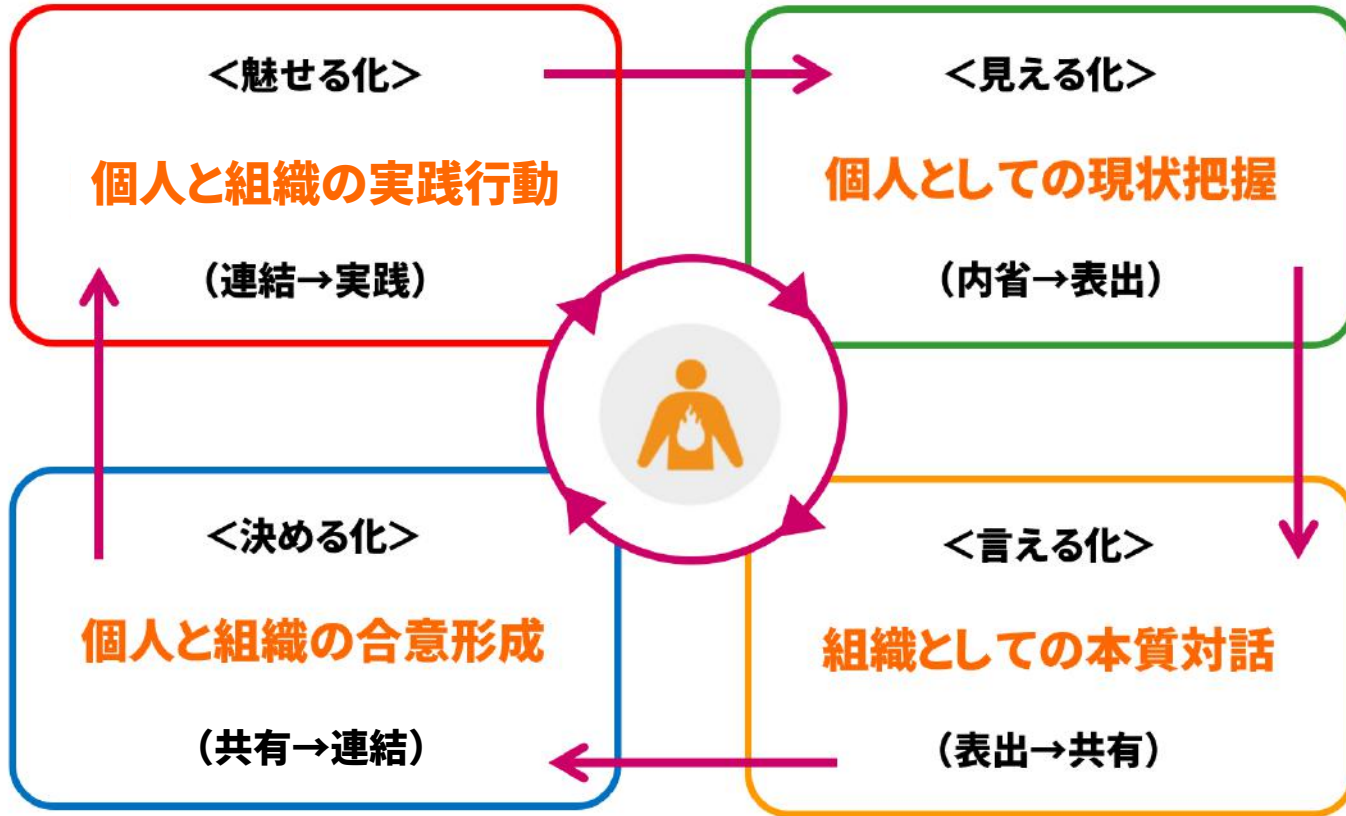 ＜魅せる化＞
個人と組織の実践行動
（連結→実践）
＜見える化＞
個人としての現状把握
（内省→表出）
＜決める化＞
個人と組織の合意形成
（共有→連結）
＜言える化＞
組織としての本質対話
（表出→共有）